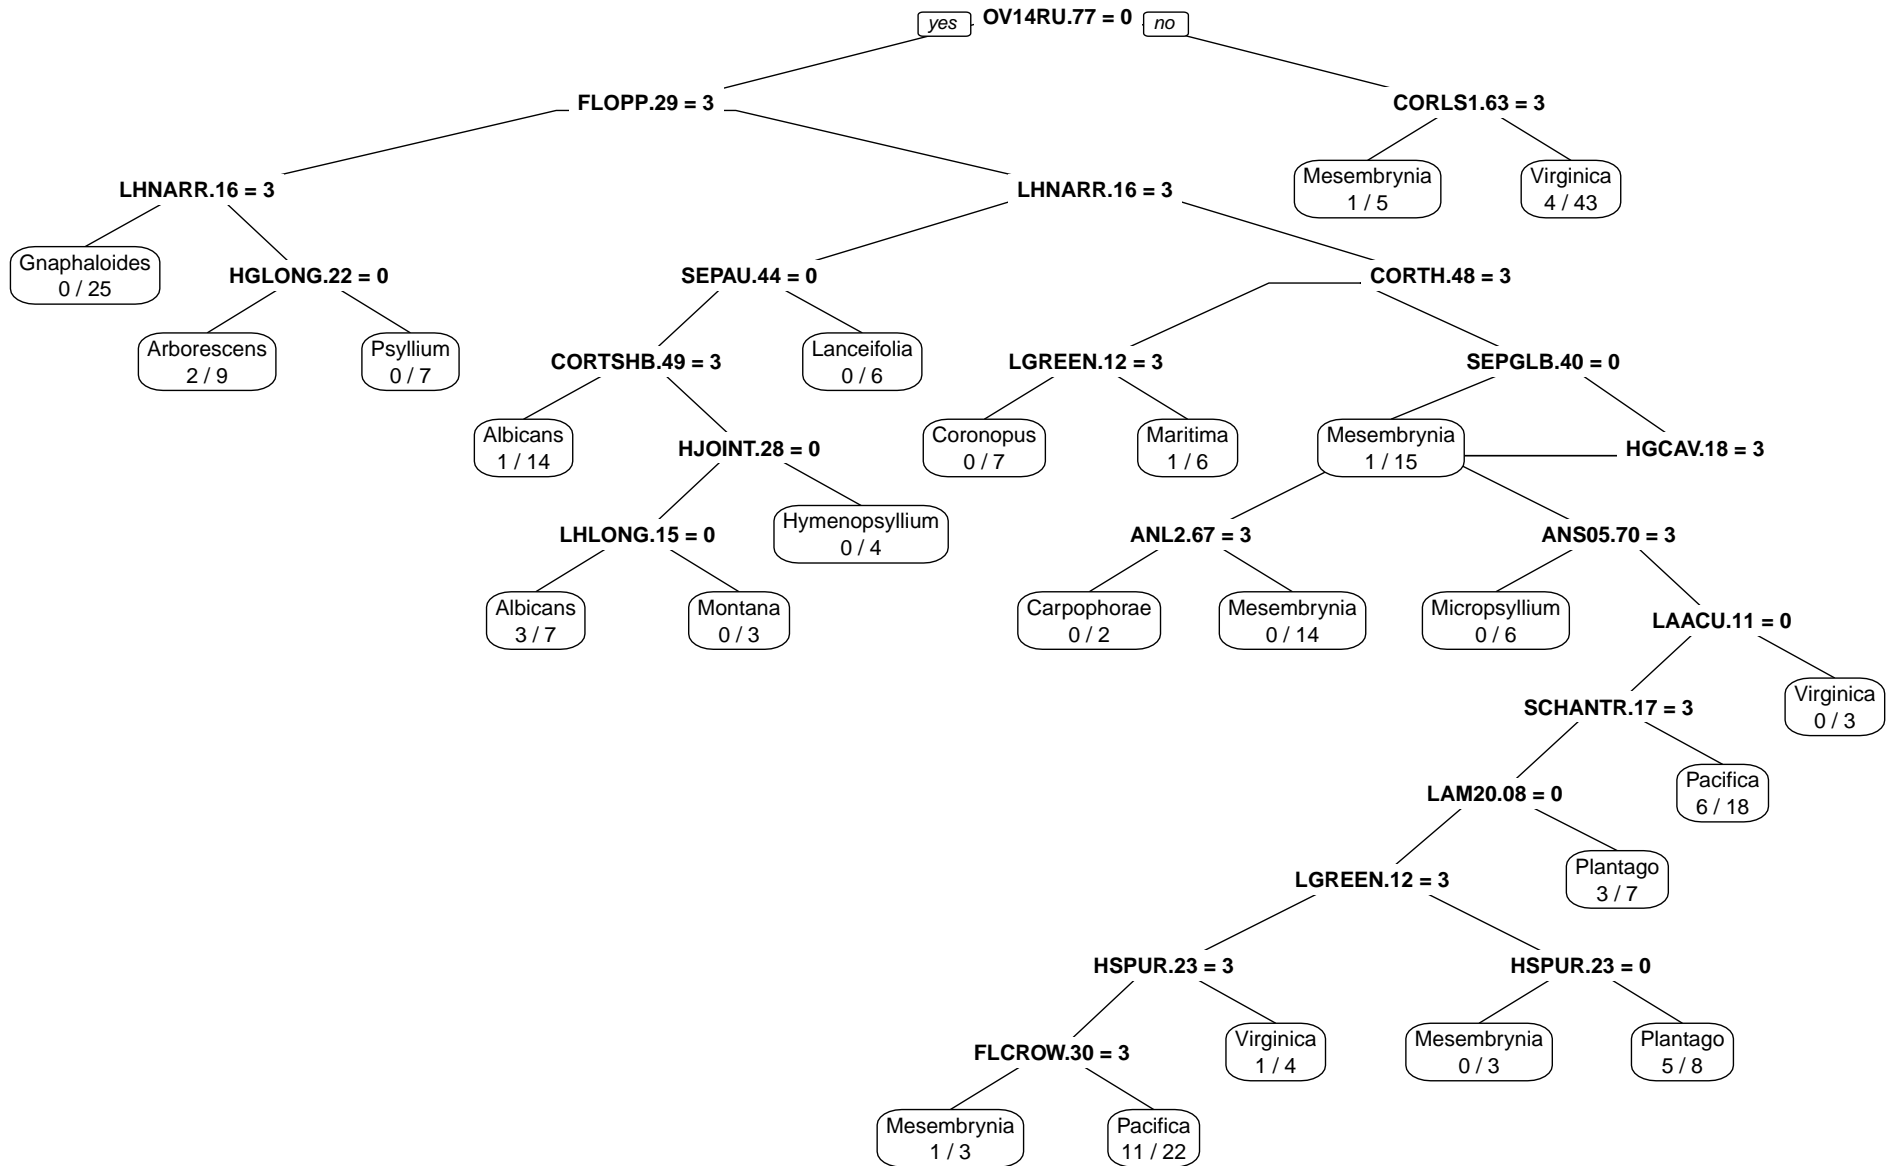 yes
OV14RU.77 = 0
no
FLOPP.29 = 3
CORLS1.63 = 3
LHNARR.16 = 3
LHNARR.16 = 3
Mesembrynia
1 / 5
Virginica
4 / 43
Gnaphaloides
0 / 25
HGLONG.22 = 0
SEPAU.44 = 0
CORTH.48 = 3
Arborescens
2 / 9
Psyllium
0 / 7
CORTSHB.49 = 3
Lanceifolia
0 / 6
LGREEN.12 = 3
SEPGLB.40 = 0
Albicans
1 / 14
HJOINT.28 = 0
Coronopus
0 / 7
Maritima
1 / 6
Mesembrynia
1 / 15
HGCAV.18 = 3
LHLONG.15 = 0
Hymenopsyllium
0 / 4
ANL2.67 = 3
ANS05.70 = 3
Albicans
3 / 7
Montana
0 / 3
Carpophorae
0 / 2
Mesembrynia
0 / 14
Micropsyllium
0 / 6
LAACU.11 = 0
SCHANTR.17 = 3
Virginica
0 / 3
LAM20.08 = 0
Pacifica
6 / 18
LGREEN.12 = 3
Plantago
3 / 7
HSPUR.23 = 3
HSPUR.23 = 0
FLCROW.30 = 3
Virginica
1 / 4
Mesembrynia
0 / 3
Plantago
5 / 8
Mesembrynia
1 / 3
Pacifica
11 / 22